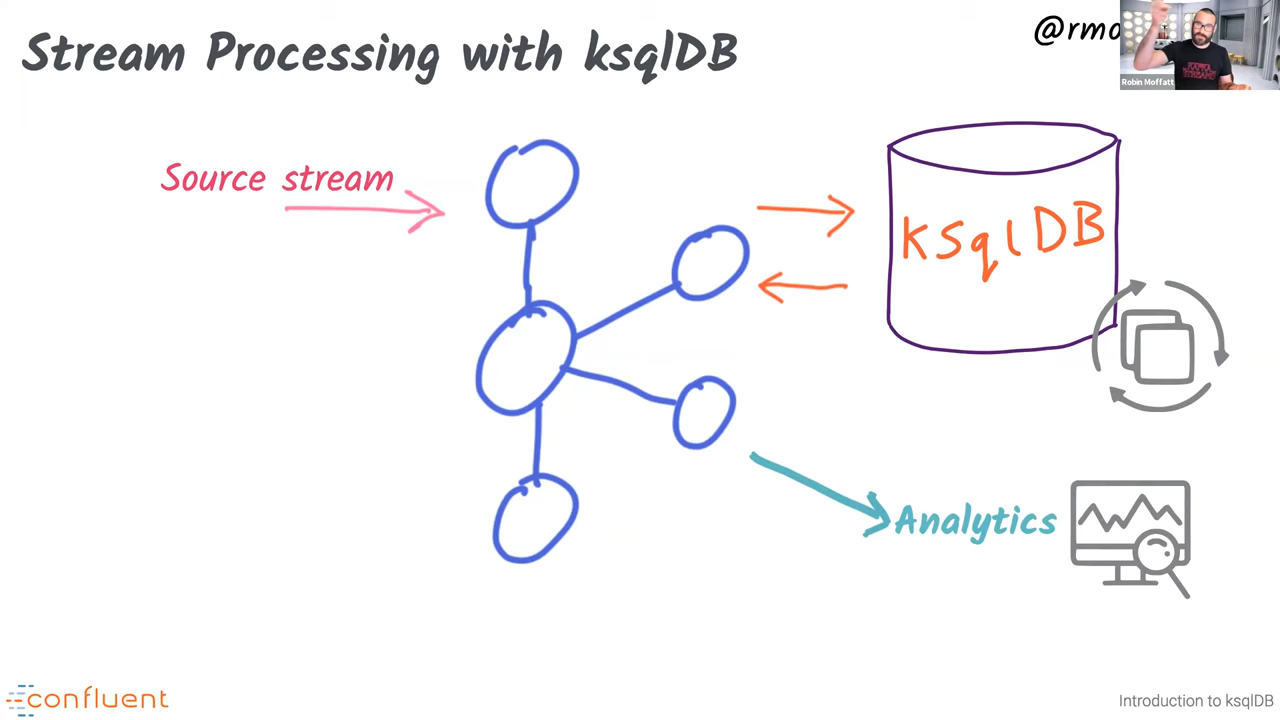 Stream Processing with ksqlDB
@rmo
Robin Moffatt
Source stream
KSqlDB
Analytics
confluent
Introduction to ksqlDB